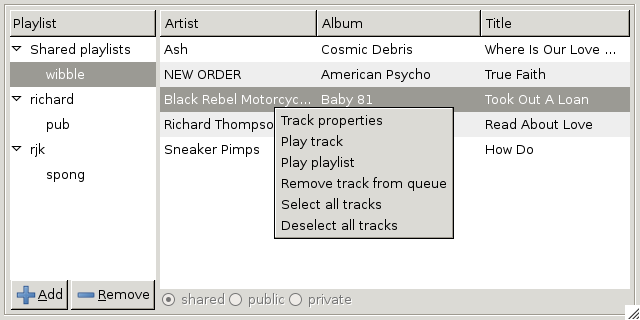 Playlist Artist Album Title
Shared playlists Ash Cosmic Debris Where Is Our Love ...
wibble NEW ORDER American Psycho True Faith
richard Black Rebel Motorcyc... Baby 81 Took Out A Loan
pub Richard Thompso Read About Love
rjk Sneaker Pimps How Do
spong
Track properties
Play track
Play playlist
Remove track from queue
Select all tracks
Deselect all tracks
Add Remove shared public private